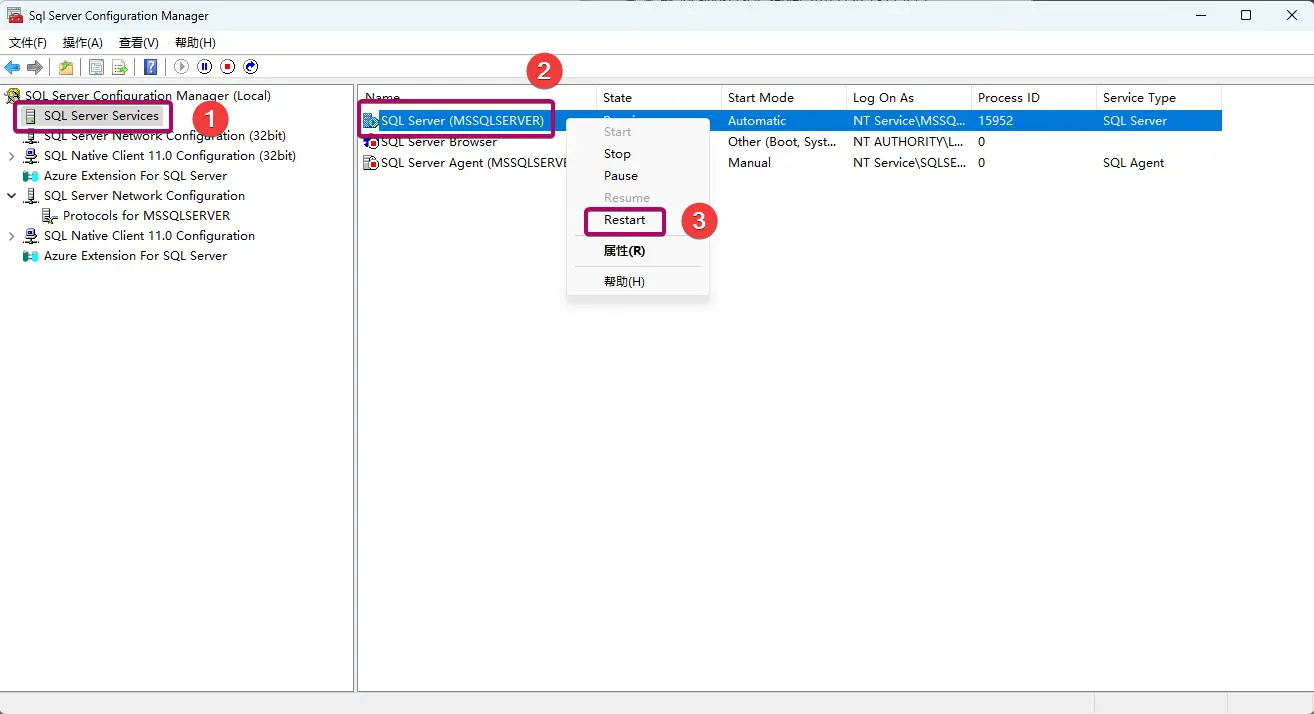 Sql Server Configuration Manager
文件(F) 操作(A) 查看(V) 帮助(H)
2
SQL Server Configuration Manager (Local)
SQL Server Services
1
SQL Server Network Configuration (32bit)
SQL Native Client 11.0 Configuration (32bit)
Azure Extension For SQL Server
SQL Server Network Configuration
Protocols for MSSQLSERVER
SQL Native Client 11.0 Configuration
Azure Extension For SQL Server
Name State Start Mode Log On As Process ID Service Type
SQL Server (MSSQLSERVER) Automatic NT Service\MSSQ... 15952 SQL Server
SQL Server Browser Other (Boot, Syst... NT AUTHORITY\L... 0
SQL Server Agent (MSSQLSERVE Manual NT Service\SQLSE... 0 SQL Agent
Start
Stop
Pause
Resume
Restart
3
属性(R)
帮助(H)